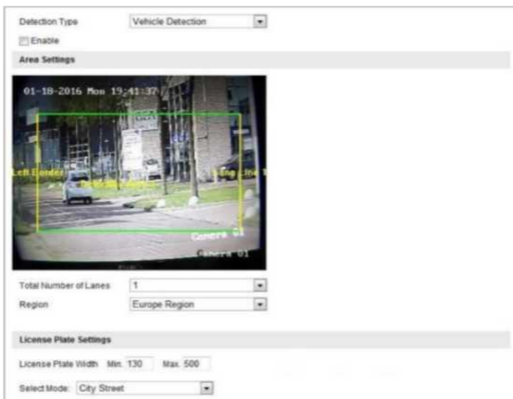 Detection Type Vehicle Detection
Enable
Area Settings
01-18-2016 Mon 19:41:37
Left Border
Camera 01
Camera 01
Total Number of Lanes 1
Region Europe Region
License Plate Settings
License Plate Width Min. 130 Max. 500
Select Mode: City Street